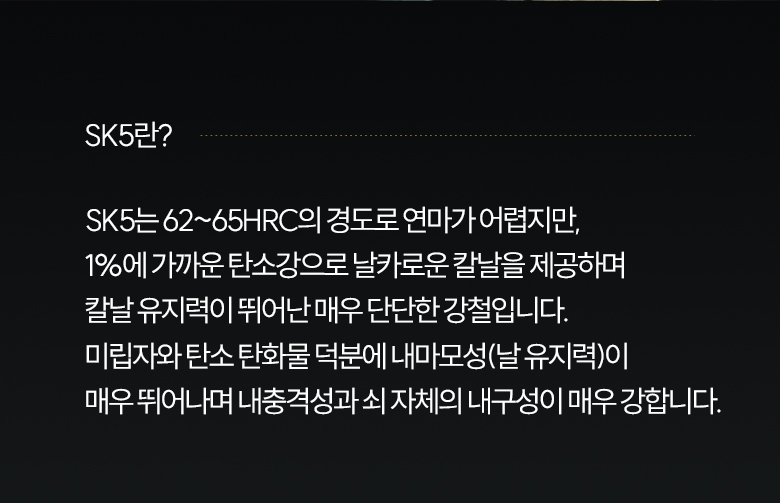 SK5란?
SK5는 62~65HRC의 경도로 연마가 어렵지만,
1%에 가까운 탄소강으로 날카로운 칼날을 제공하며
칼날 유지력이 뛰어난 매우 단단한 강철입니다.
미립자와 탄소 탄화물 덕분에 내마모성(날 유지력)이
매우 뛰어나며 내충격성과 쇠 자체의 내구성이 매우 강합니다.